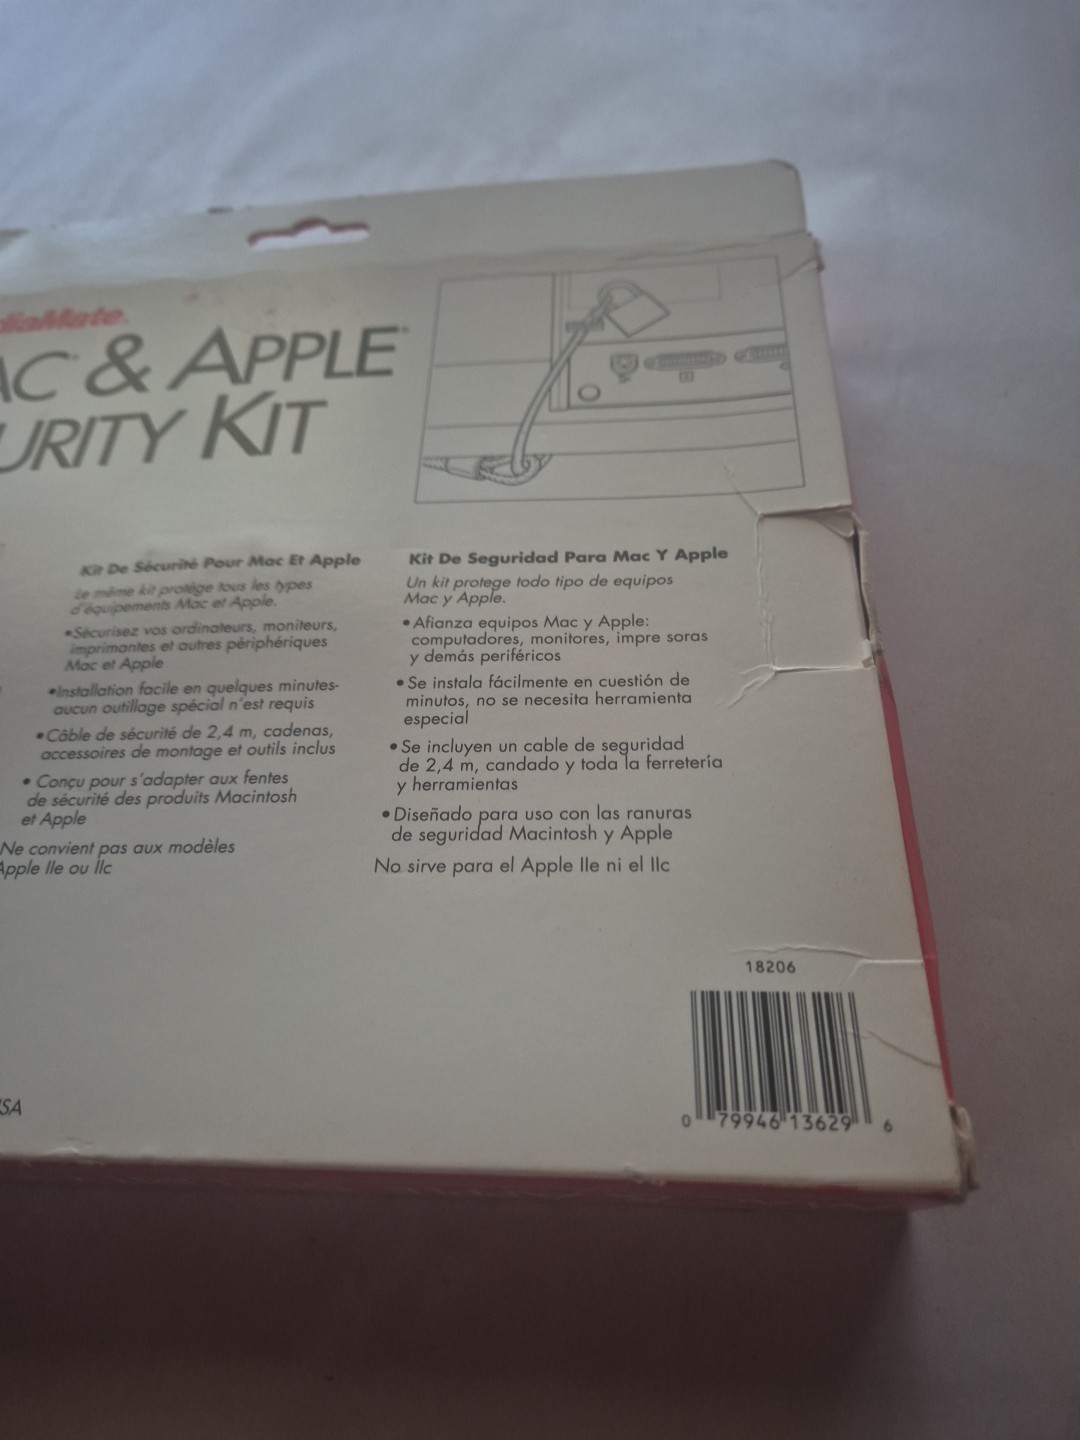 diaMate
AC & APPLE
URITY KIT
Kit De Sécurité Pour Mac Et Apple
Le même kit protège tous les types
d'équipements Mac et Apple.
•Sécurisez vos ordinateurs, moniteurs,
imprimantes et autres périphériques
Mac et Apple
•Installation facile en quelques minutes-
aucun outillage spécial n'est requis
•Câble de sécurité de 2,4 m, cadenas,
accessoires de montage et outils inclus
• Conçu pour s'adapter aux fentes
de sécurité des produits Macintosh
et Apple
Ne convient pas aux modèles
Apple IIe ou IIc
Kit De Seguridad Para Mac Y Apple
Un kit protege todo tipo de equipos
Mac y Apple.
• Afianza equipos Mac y Apple:
computadores, monitores, impre soras
y demás periféricos
• Se instala fácilmente en cuestión de
minutos, no se necesita herramienta
especial
• Se incluyen un cable de seguridad
de 2,4 m, candado y toda la ferretería
y herramientas
• Diseñado para uso con las ranuras
de seguridad Macintosh y Apple
No sirve para el Apple IIe ni el IIc
SA
18206
0 79946 13629 6